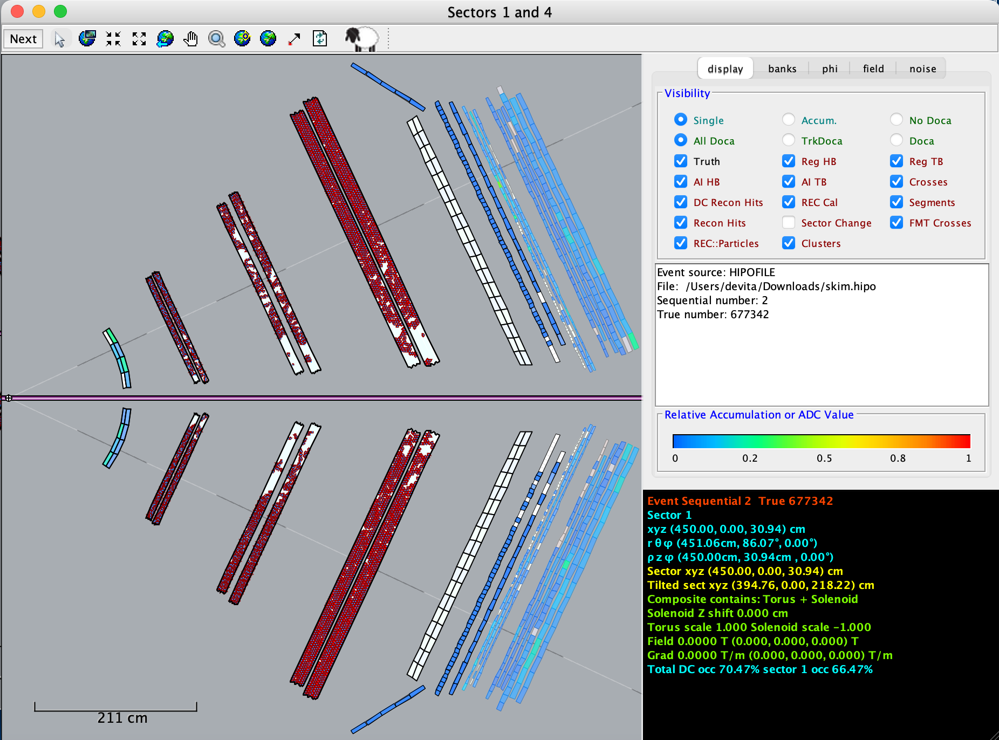 Sectors 1 and 4
Next
display banks phi field noise
Visibility
Single Accum. No Doca
All Doca TrkDoca Doca
Truth Reg HB Reg TB
AI HB AI TB Crosses
DC Recon Hits REC Cal Segments
Recon Hits Sector Change FMT Crosses
REC::Particles Clusters
Event source: HIPOFILE
File: /Users/devita/Downloads/skim.hipo
Sequential number: 2
True number: 677342
Relative Accumulation or ADC Value
0 0.2 0.5 0.8 1
Event Sequential 2 True 677342
Sector 1
xyz (450.00, 0.00, 30.94) cm
r θ φ (451.06cm, 86.07°, 0.00°)
ρ z φ (450.00cm, 30.94cm , 0.00°)
Sector xyz (450.00, 0.00, 30.94) cm
Tilted sect xyz (394.76, 0.00, 218.22) cm
Composite contains: Torus + Solenoid
Solenoid Z shift 0.000 cm
Torus scale 1.000 Solenoid scale -1.000
Field 0.0000 T (0.000, 0.000, 0.000) T
Grad 0.0000 T/m (0.000, 0.000, 0.000) T/m
Total DC occ 70.47% sector 1 occ 66.47%
211 cm